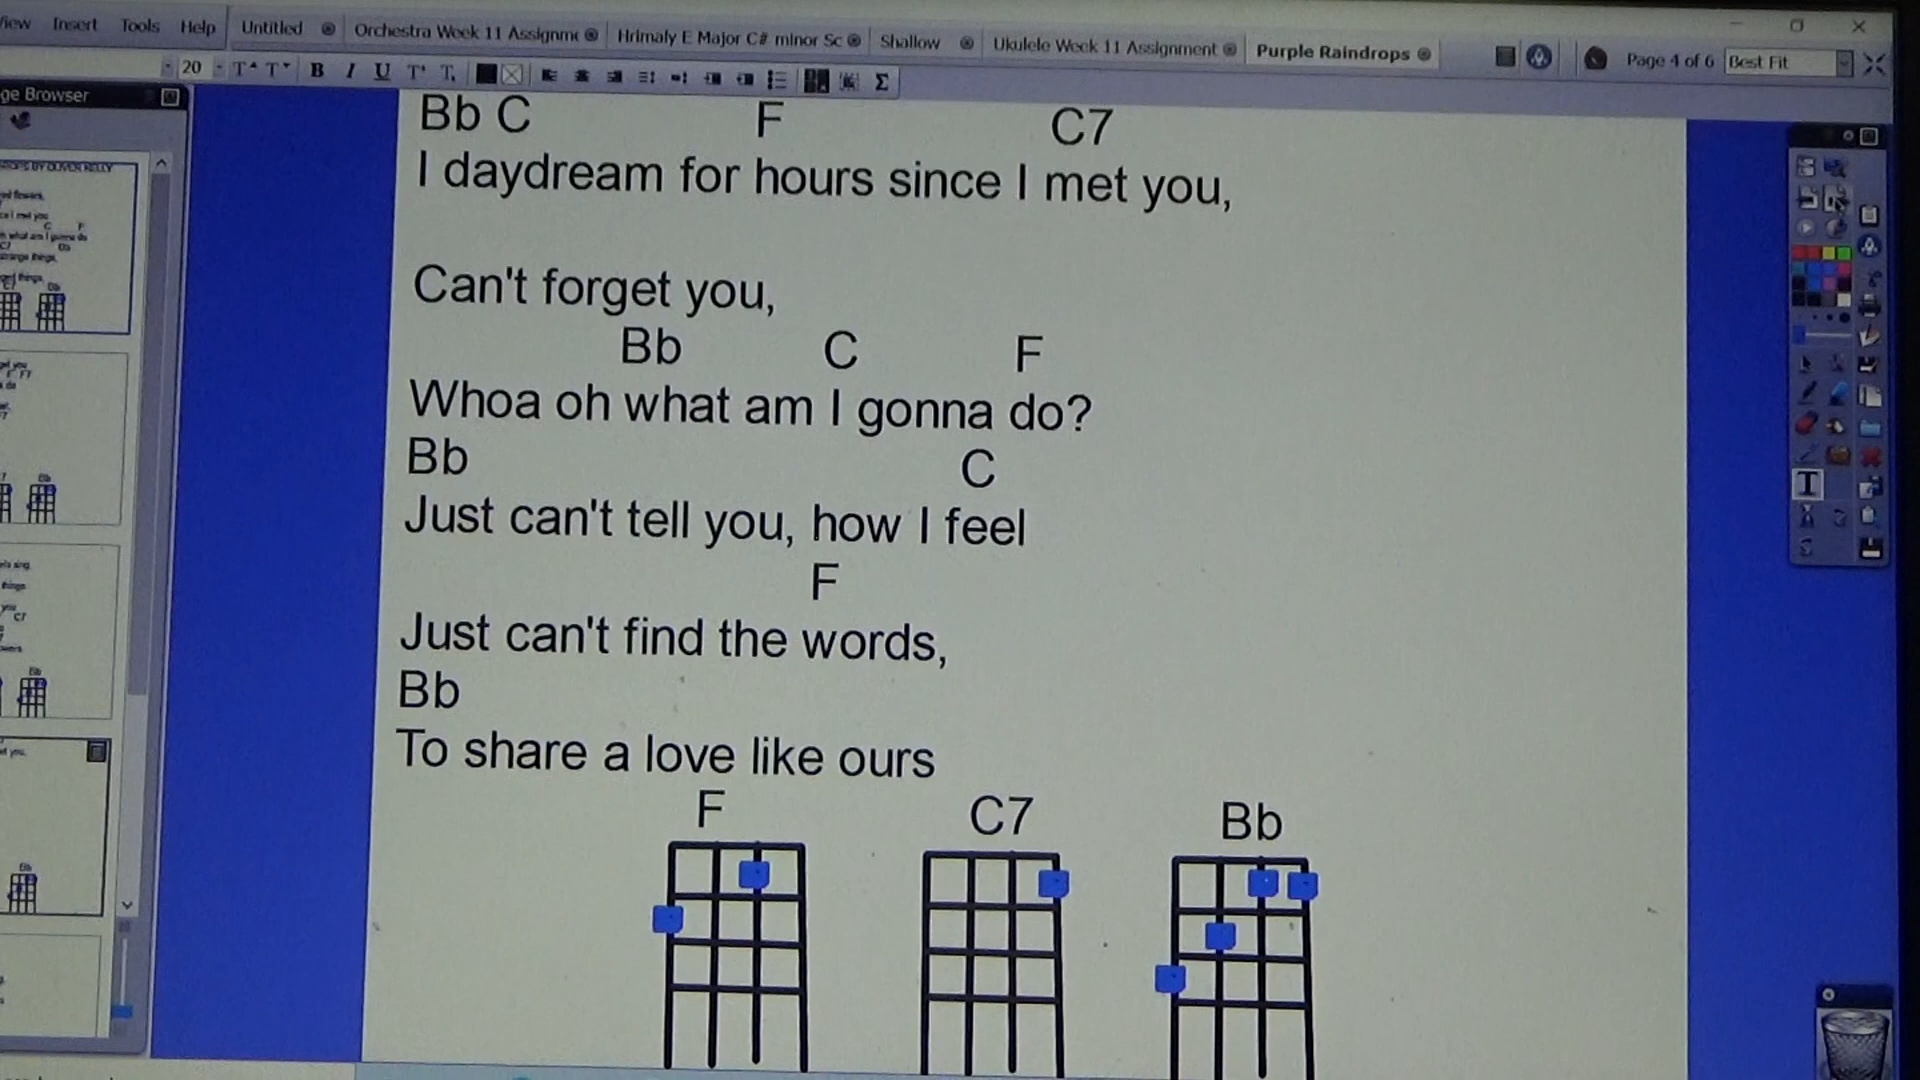 View Insert Tools Help Untitled Orchestra Week 11 Assignme Hrimaly E Major C# minor Sc Shallow Ukulele Week 11 Assignment Purple Raindrops Page 4 of 6 Best Fit
20 B I U Σ
ge Browser
Bb C F C7
I daydream for hours since I met you,
Can't forget you,
Bb C F
Whoa oh what am I gonna do?
Bb C
Just can't tell you, how I feel
F
Just can't find the words,
Bb
To share a love like ours
F C7 Bb